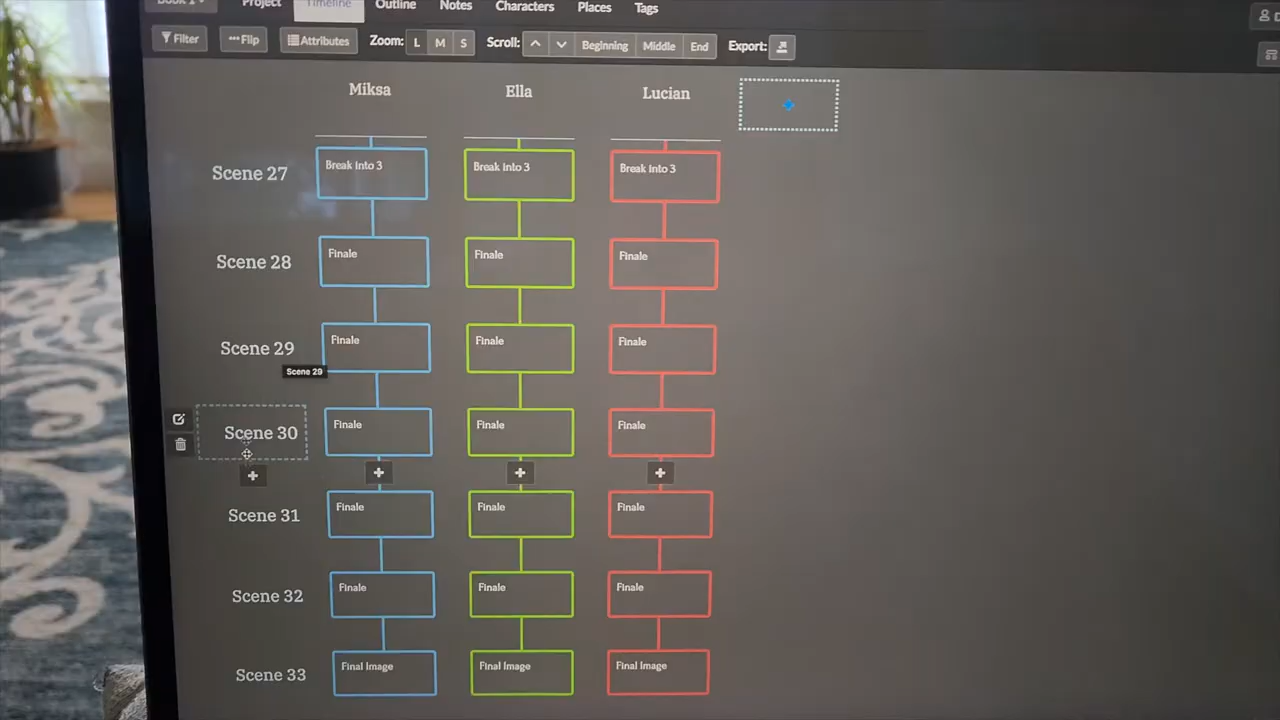 Book 1 Project Timeline Outline Notes Characters Places Tags
Filter Flip Attributes Zoom: L M S Scroll: Beginning Middle End Export:
Miksa Ella Lucian
Scene 27 Break Into 3 Break Into 3 Break Into 3
Scene 28 Finale Finale Finale
Scene 29 Finale Finale Finale
Scene 29
Scene 30 Finale Finale Finale
Scene 31 Finale Finale Finale
Scene 32 Finale Finale Finale
Scene 33 Final Image Final Image Final Image